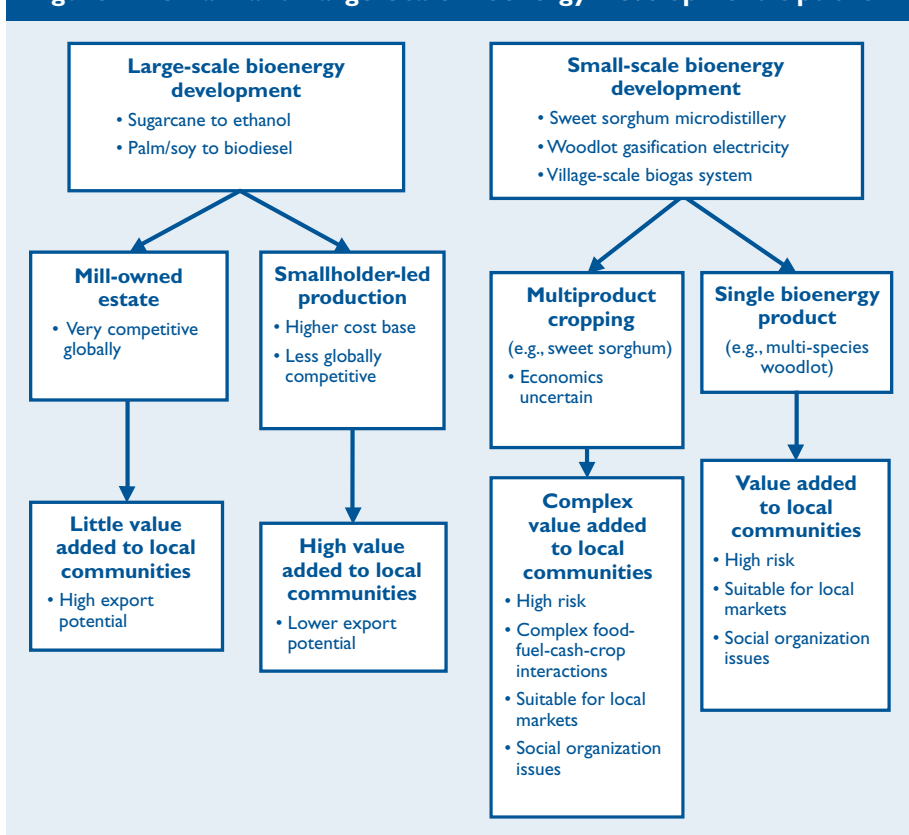 Large-scale bioenergy
development
• Sugarcane to ethanol
• Palm/soy to biodiesel
Small-scale bioenergy
development
• Sweet sorghum microdistillery
• Woodlot gasification electricity
• Village-scale biogas system
Mill-owned
estate
• Very competitive
globally
Smallholder-led
production
• Higher cost base
• Less globally
competitive
Multiproduct
cropping
(e.g., sweet sorghum)
• Economics
uncertain
Single bioenergy
product
(e.g., multi-species
woodlot)
Little value
added to local
communities
• High export
potential
High value
added to local
communities
• Lower export
potential
Complex
value added
to local
communities
• High risk
• Complex food-
fuel-cash-crop
interactions
• Suitable for local
markets
• Social organization
issues
Value added
to local
communities
• High risk
• Suitable for local
markets
• Social organization
issues